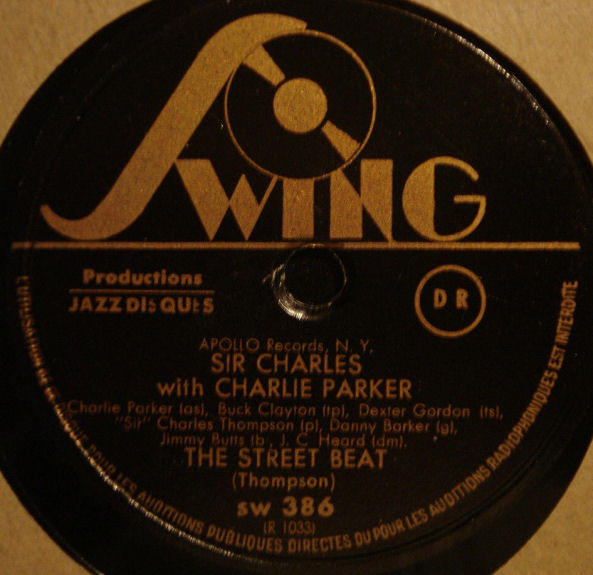 SWING
Productions
JAZZ DISQUES
DR
APOLLO Records, N. Y.
SIR CHARLES
with CHARLIE PARKER
Charlie Parker (as), Buck Clayton (tp), Dexter Gordon (ts),
"Sir" Charles Thompson (p), Danny Barker (g),
Jimmy Butts (b), J. C. Heard (dm).
THE STREET BEAT
(Thompson)
SW 386
(R 1033)
POUR LES AUDITIONS PUBLIQUES DIRECTES OU POUR LES AUDITIONS RADIOPHONIQUES EST INTERDITE